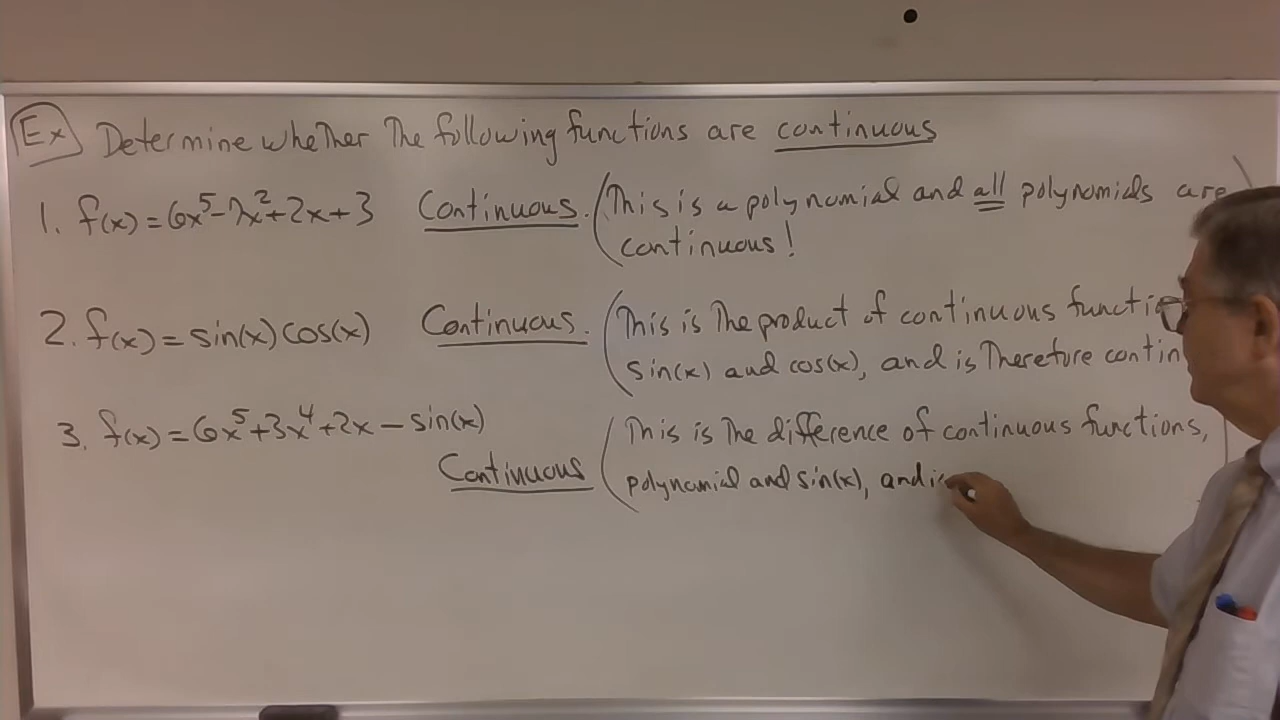 Ex Determine whether The following functions are continuous
1. f(x) = 6x⁵ - 7x² + 2x + 3 Continuous. (This is a polynomial and all polynomials are
continuous! )
2. f(x) = sin(x) cos(x) Continuous. (This is The product of continuous functio
sin(x) and cos(x), and is Therefore contin
3. f(x) = 6x⁵ + 3x⁴ + 2x - sin(x) (This is The difference of continuous functions,
Continuous polynomial and sin(x), and is